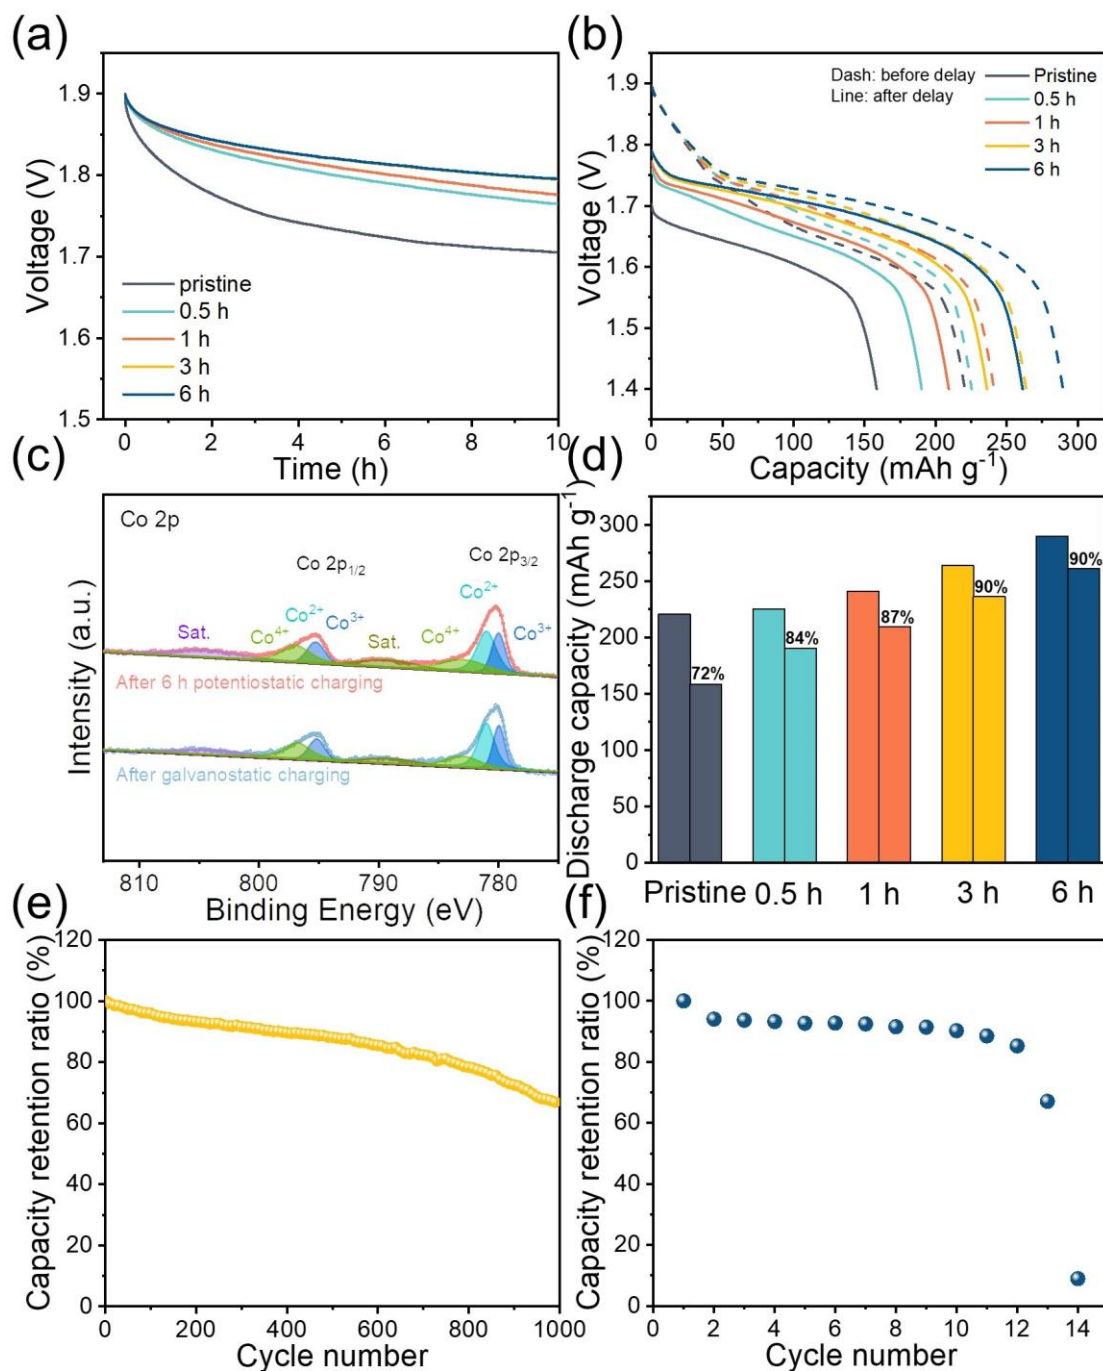 (a)
Voltage (V)
1.9
1.8
1.7
1.6
1.5
pristine
0.5 h
1 h
3 h
6 h
0 2 4 6 8 10
Time (h)
(b)
Voltage (V)
1.9
1.8
1.7
1.6
1.5
1.4
Dash: before delay
Line: after delay
Pristine
0.5 h
1 h
3 h
6 h
0 50 100 150 200 250 300
Capacity (mAh g⁻¹)
(c)
Intensity (a.u.)
Co 2p
Co 2p₁/₂
Co 2p₃/₂
Sat.
Co⁴⁺
Co²⁺
Co³⁺
Sat.
Co⁴⁺
Co²⁺
Co³⁺
After 6 h potentiostatic charging
After galvanostatic charging
810 800 790 780
Binding Energy (eV)
(d)
Discharge capacity (mAh g⁻¹)
300
250
200
150
100
50
0
72%
84%
87%
90%
90%
Pristine 0.5 h 1 h 3 h 6 h
(e)
Capacity retention ratio (%)
120
100
80
60
40
20
0
0 200 400 600 800 1000
Cycle number
(f)
Capacity retention ratio (%)
120
100
80
60
40
20
0
0 2 4 6 8 10 12 14
Cycle number